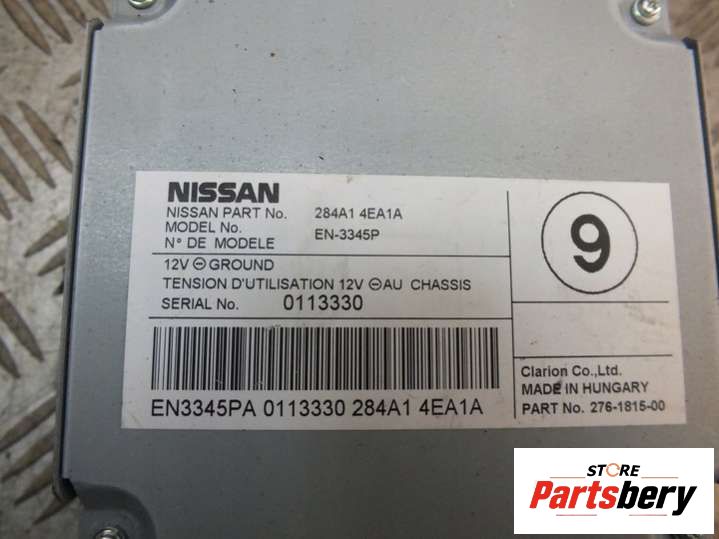 NISSAN
NISSAN PART No. 284A1 4EA1A
MODEL No.
N° DE MODELE EN-3345P
12V ⊖ GROUND
TENSION D'UTILISATION 12V ⊖ AU CHASSIS
SERIAL No. 0113330
EN3345PA 0113330 284A1 4EA1A
9
Clarion Co.,Ltd.
MADE IN HUNGARY
PART No. 276-1815-00
STORE
Partsbery